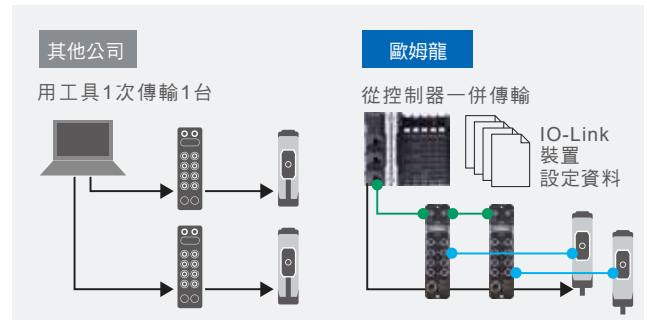 其他公司
用工具1次傳輸1台
歐姆龍
從控制器一併傳輸
IO-Link
裝置
設定資料